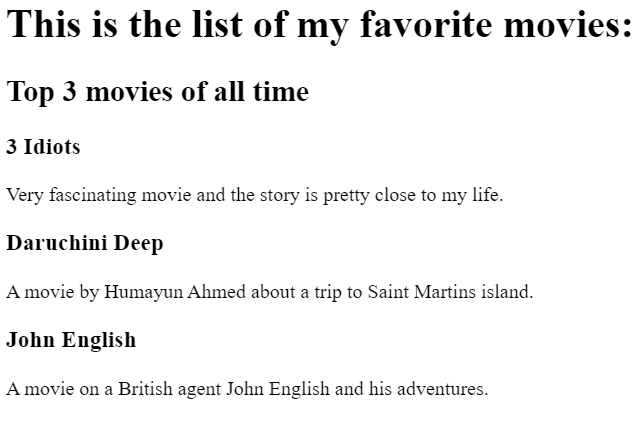 This is the list of my favorite movies:
Top 3 movies of all time
3 Idiots
Very fascinating movie and the story is pretty close to my life.
Daruchini Deep
A movie by Humayun Ahmed about a trip to Saint Martins island.
John English
A movie on a British agent John English and his adventures.